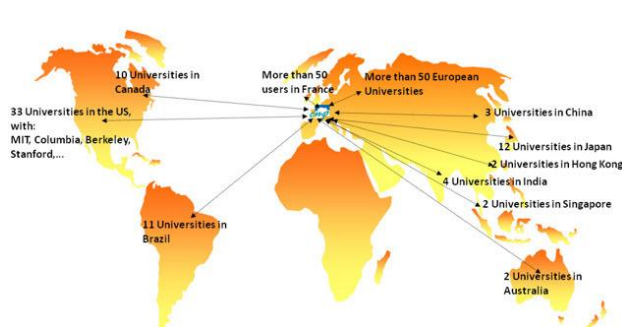 10 Universities in
Canada
More than 50
users in France
More than 50 European
Universities
33 Universities in the US,
with:
MIT, Columbia, Berkeley,
Stanford,...
3 Universities in China
12 Universities in Japan
2 Universities in Hong Kong
4 Universities in India
2 Universities in Singapore
11 Universities in
Brazil
2 Universities in
Australia